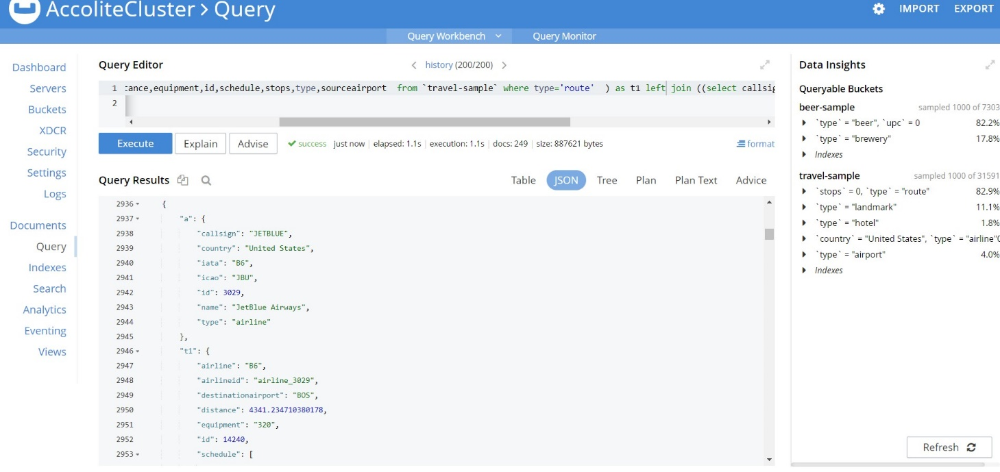 AccoliteCluster > Query
IMPORT EXPORT
Query Workbench Query Monitor
Dashboard
Servers
Buckets
XDCR
Security
Settings
Logs
Documents
Query
Indexes
Search
Analytics
Eventing
Views
Query Editor
history (200/200)
1 cance,equipment,id,schedule,stops,type,sourceairport from `travel-sample` where type='route' ) as t1 left join ((select callsig
2
Execute Explain Advise success just now | elapsed: 1.1s | execution: 1.1s | docs: 249 | size: 887621 bytes format
Query Results
Table JSON Tree Plan Plan Text Advice
2936 {
2937 "a": {
2938 "callsign": "JETBLUE",
2939 "country": "United States",
2940 "iata": "B6",
2941 "icao": "JBU",
2942 "id": 3029,
2943 "name": "JetBlue Airways",
2944 "type": "airline"
2945 },
2946 "t1": {
2947 "airline": "B6",
2948 "airlineid": "airline_3029",
2949 "destinationairport": "BOS",
2950 "distance": 4341.234710380178,
2951 "equipment": "320",
2952 "id": 14240,
2953 "schedule": [
Data Insights
Queryable Buckets
beer-sample sampled 1000 of 7303
`type` = "beer", `upc` = 0 82.2%
`type` = "brewery" 17.8%
Indexes
travel-sample sampled 1000 of 31591
`stops` = 0, `type` = "route" 82.9%
`type` = "landmark" 11.1%
`type` = "hotel" 1.8%
`country` = "United States", `type` = "airline"0
`type` = "airport" 4.0%
Indexes
Refresh